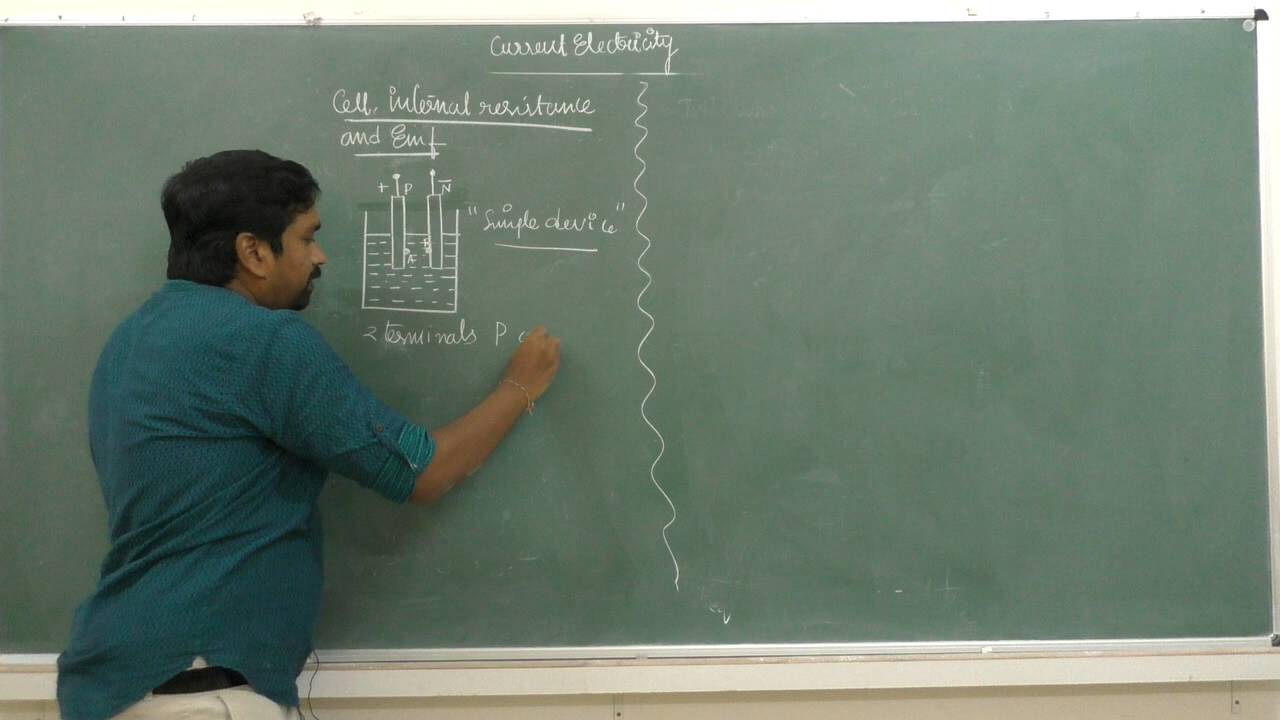 Current Electricity
Cell, internal resistance
and Emf
+ P N
"Simple device"
A B
2 terminals P